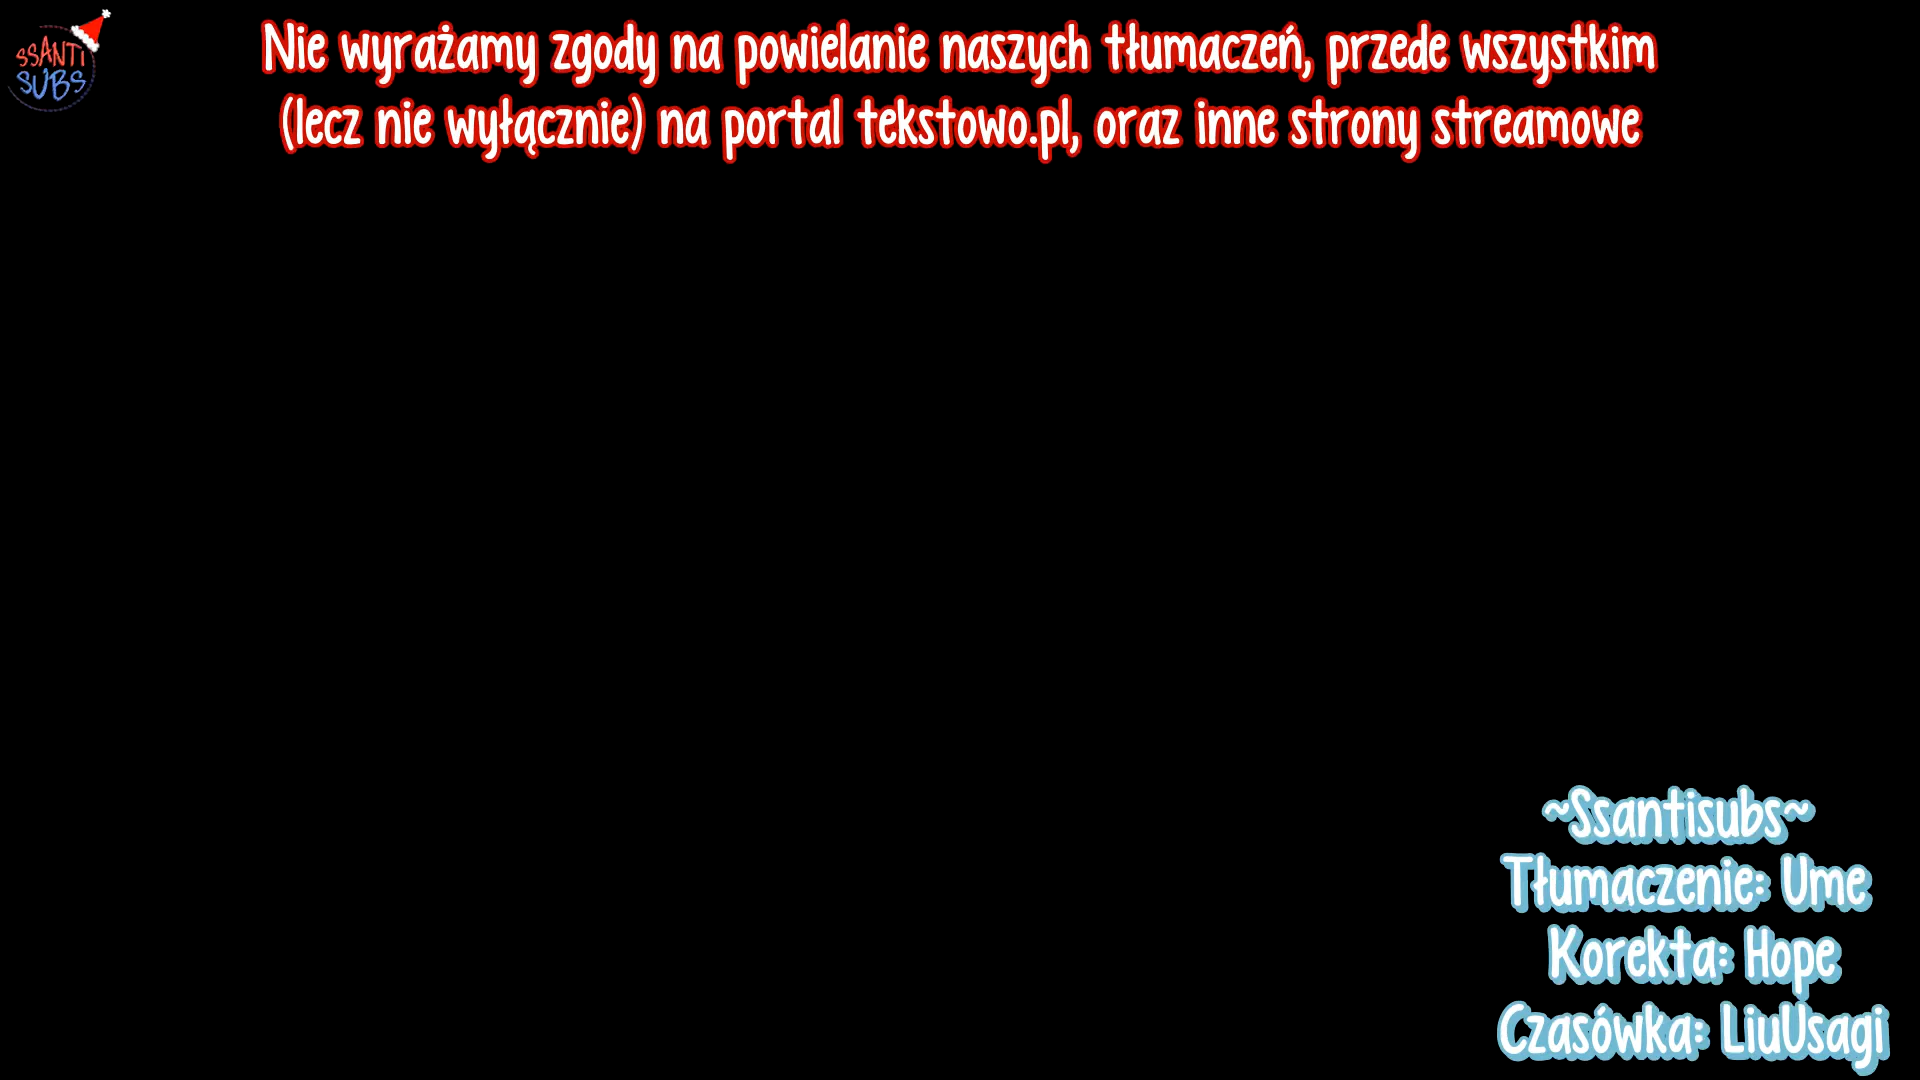 SSANTI
SUBS
Nie wyrażamy zgody na powielanie naszych tłumaczeń, przede wszystkim
(lecz nie wyłącznie) na portal tekstowo.pl, oraz inne strony streamowe
~Ssantisubs~
Tłumaczenie: Ume
Korekta: Hope
Czasówka: LiuUsagi